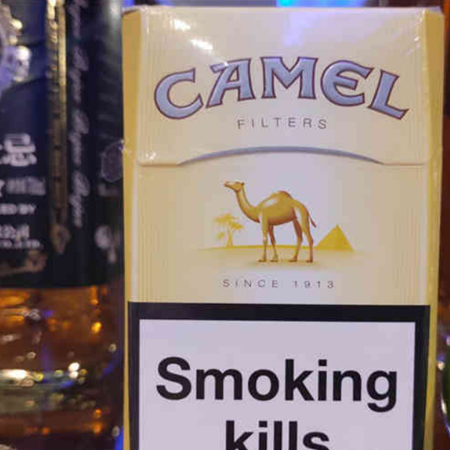 CAMEL
FILTERS
SINCE 1913
Smoking
kills